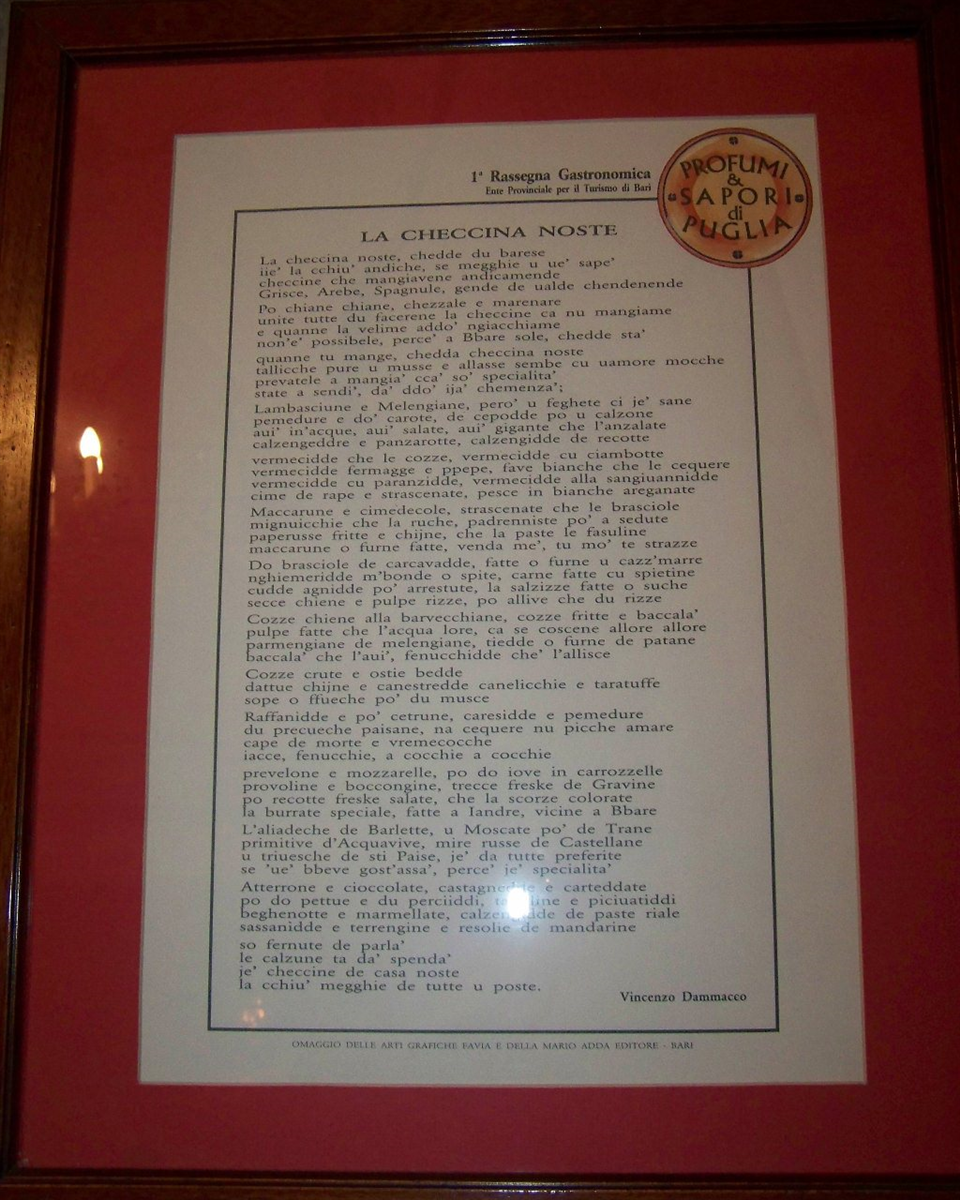 1ª Rassegna Gastronomica
Ente Provinciale per il Turismo di Bari
PROFUMI
&
SAPORI
di
PUGLIA
LA CHECCINA NOSTE
La checcina noste, chedde du barese
iie' la cchiu' andiche, se megghie u ue' sape'
checcine che mangiavene andicamende
Grisce, Arebe, Spagnule, gende de ualde chendenende
Po chiane chiane, chezzale e marenare
unite tutte du facerene la checcine ca nu mangiame
e quanne la velime addo' ngiacchiame
non'e' possibele, perce' a Bbare sole, chedde sta'
quanne tu mange, chedda checcina noste
tallicche pure u musse e allasse sembe cu uamore mocche
prevatele a mangia' cca' so' specialita'
state a sendi', da' ddo' ija' chemenza';
Lambasciune e Melengiane, pero' u feghete ci je' sane
pemedure e do' carote, de cepodde po u calzone
aui' in'acque, aui' salate, aui' gigante che l'anzalate
calzengeddre e panzarotte, calzengidde de recotte
vermecidde che le cozze, vermecidde cu ciambotte
vermecidde fermagge e ppepe, fave bianche che le cequere
vermecidde cu paranzidde, vermecidde alla sangiuannidde
cime de rape e strascenate, pesce in bianche areganate
Maccarune e cimedecole, strascenate che le brasciole
mignuicchie che la ruche, padrenniste po' a sedute
paperusse fritte e chijne, che la paste le fasuline
maccarune o furne fatte, venda me', tu mo' te strazze
Do brasciole de carcavadde, fatte o furne u cazz'marre
nghiemeridde m'bonde o spite, carne fatte cu spietine
cudde agnidde po' arrestute, la salzizze fatte o suche
secce chiene e pulpe rizze, po allive che du rizze
Cozze chiene alla barvecchiane, cozze fritte e baccala'
pulpe fatte che l'acqua lore, ca se coscene allore allore
parmengiane de melengiane, tiedde o furne de patane
baccala' che l'aui', fenucchidde che' l'allisce
Cozze crute e ostie bedde
dattue chijne e canestredde canelicchie e taratuffe
sope o ffueche po' du musce
Raffanidde e po' cetrune, caresidde e pemedure
du precueche paisane, na cequere nu picche amare
cape de morte e vremecocche
iacce, fenucchie, a cocchie a cocchie
prevelone e mozzarelle, po do iove in carrozzelle
provoline e boccongine, trecce freske de Gravine
po recotte freske salate, che la scorze colorate
la burrate speciale, fatte a Iandre, vicine a Bbare
L'aliadeche de Barlette, u Moscate po' de Trane
primitive d'Acquavive, mire russe de Castellane
u triuesche de sti Paise, je' da tutte preferite
se 'ue' bbeve gost'assa', perce' je' specialita'
Atterrone e cioccolate, e carteddate
po do pettue e du perciiddi, e piciuatiddi
beghenotte e marmellate, de paste riale
sassanidde e terrengine e resolie de mandarine
so fernute de parla'
le calzune ta da' spenda'
je' checcine de casa noste
la cchiu' megghie de tutte u poste.
Vincenzo Dammacco
OMAGGIO DELLE ARTI GRAFICHE FAVIA E DELLA MARIO ADDA EDITORE - BARI